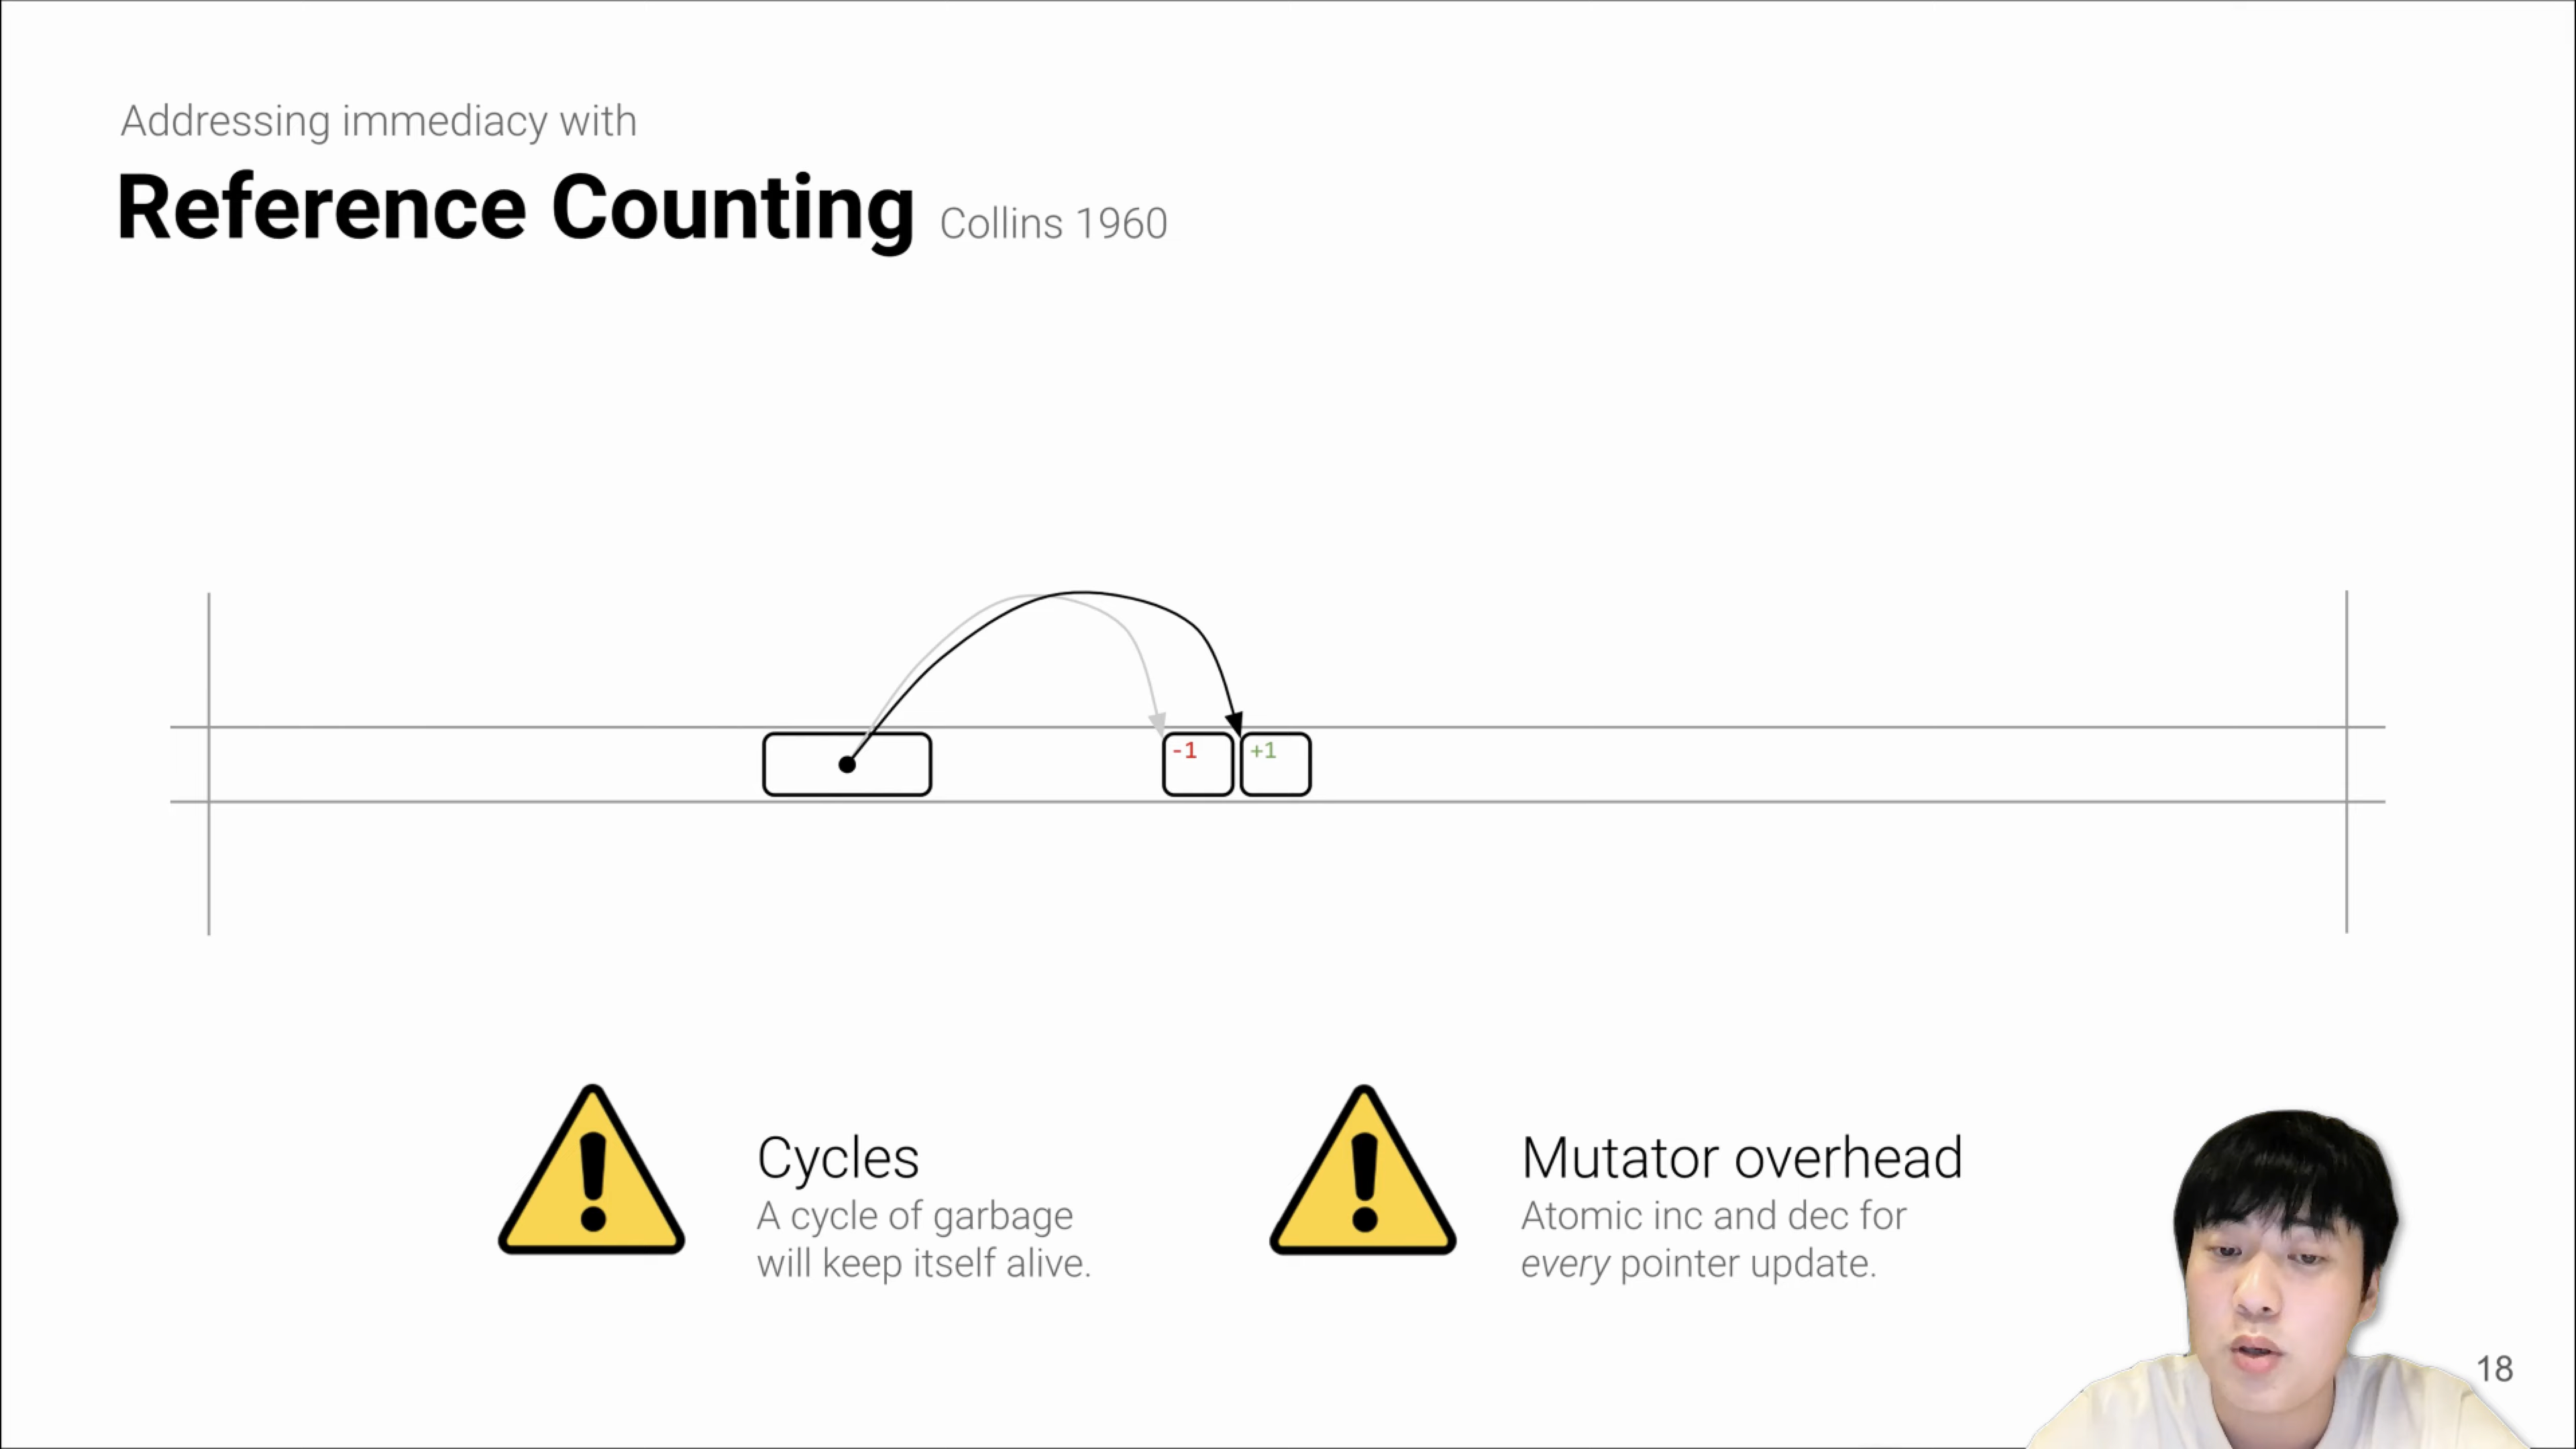 Addressing immediacy with
Reference Counting Collins 1960
-1 +1
Cycles
A cycle of garbage
will keep itself alive.
Mutator overhead
Atomic inc and dec for
every pointer update.
18